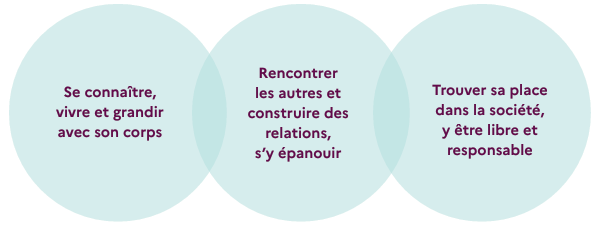 Se connaître,
vivre et grandir
avec son corps
Rencontrer
les autres et
construire des
relations,
s’y épanouir
Trouver sa place
dans la société,
y être libre et
responsable